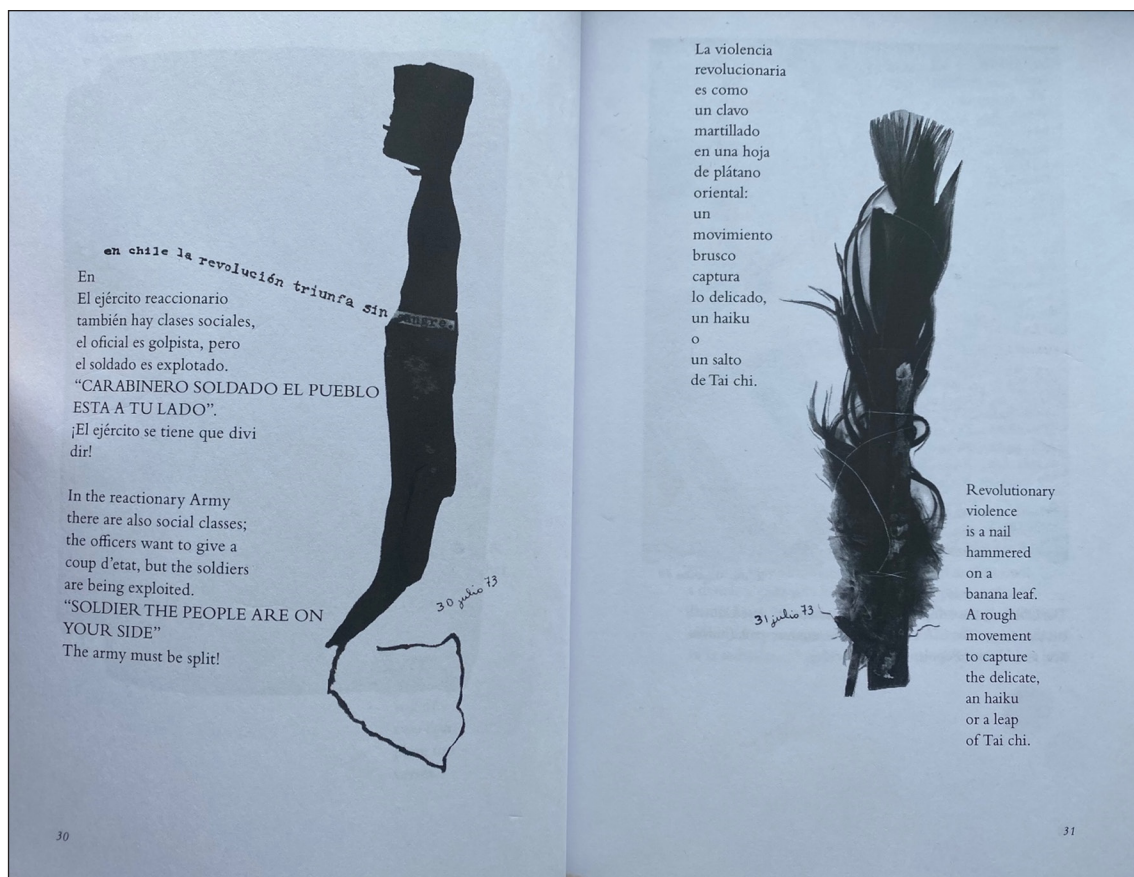 en chile la revolución triunfa sin sangre.
En
El ejército reaccionario
también hay clases sociales,
el oficial es golpista, pero
el soldado es explotado.
“CARABINERO SOLDADO EL PUEBLO
ESTA A TU LADO”.
¡El ejército se tiene que divi
dir!
In the reactionary Army
there are also social classes;
the officers want to give a
coup d’etat, but the soldiers
are being exploited.
“SOLDIER THE PEOPLE ARE ON
YOUR SIDE”
The army must be split!
30 julio 73
30
La violencia
revolucionaria
es como
un clavo
martillado
en una hoja
de plátano
oriental:
un
movimiento
brusco
captura
lo delicado,
un haiku
o
un salto
de Tai chi.
31 julio 73
Revolutionary
violence
is a nail
hammered
on a
banana leaf.
A rough
movement
to capture
the delicate,
an haiku
or a leap
of Tai chi.
31